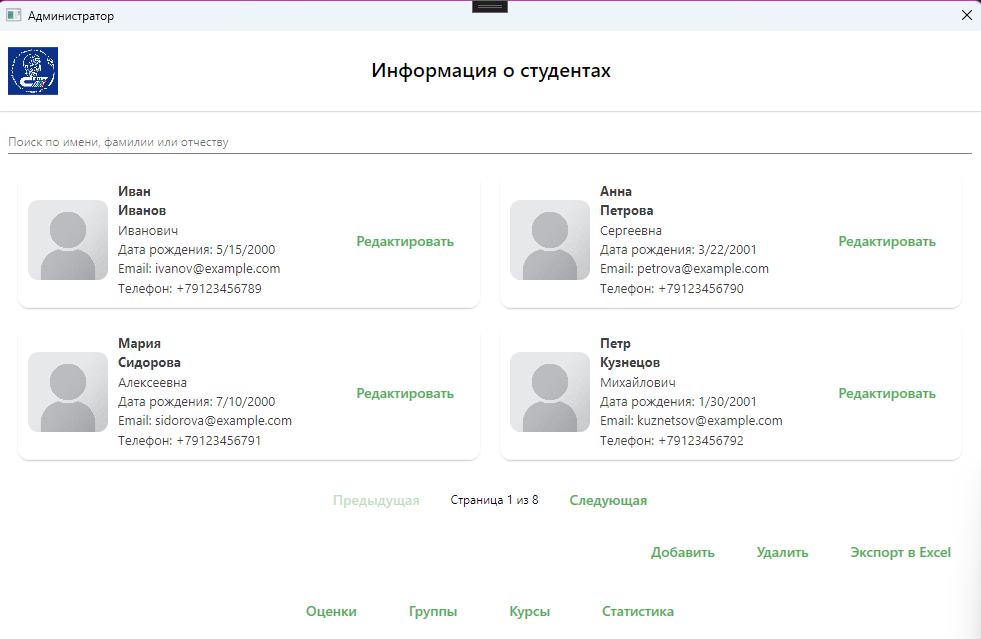 Администратор
Информация о студентах
Поиск по имени, фамилии или отчеству
Иван
Иванов
Иванович
Дата рождения: 5/15/2000
Email: ivanov@example.com
Телефон: +79123456789
Редактировать
Анна
Петрова
Сергеевна
Дата рождения: 3/22/2001
Email: petrova@example.com
Телефон: +79123456790
Редактировать
Мария
Сидорова
Алексеевна
Дата рождения: 7/10/2000
Email: sidorova@example.com
Телефон: +79123456791
Редактировать
Петр
Кузнецов
Михайлович
Дата рождения: 1/30/2001
Email: kuznetsov@example.com
Телефон: +79123456792
Редактировать
Предыдущая Страница 1 из 8 Следующая
Добавить Удалить Экспорт в Excel
Оценки Группы Курсы Статистика